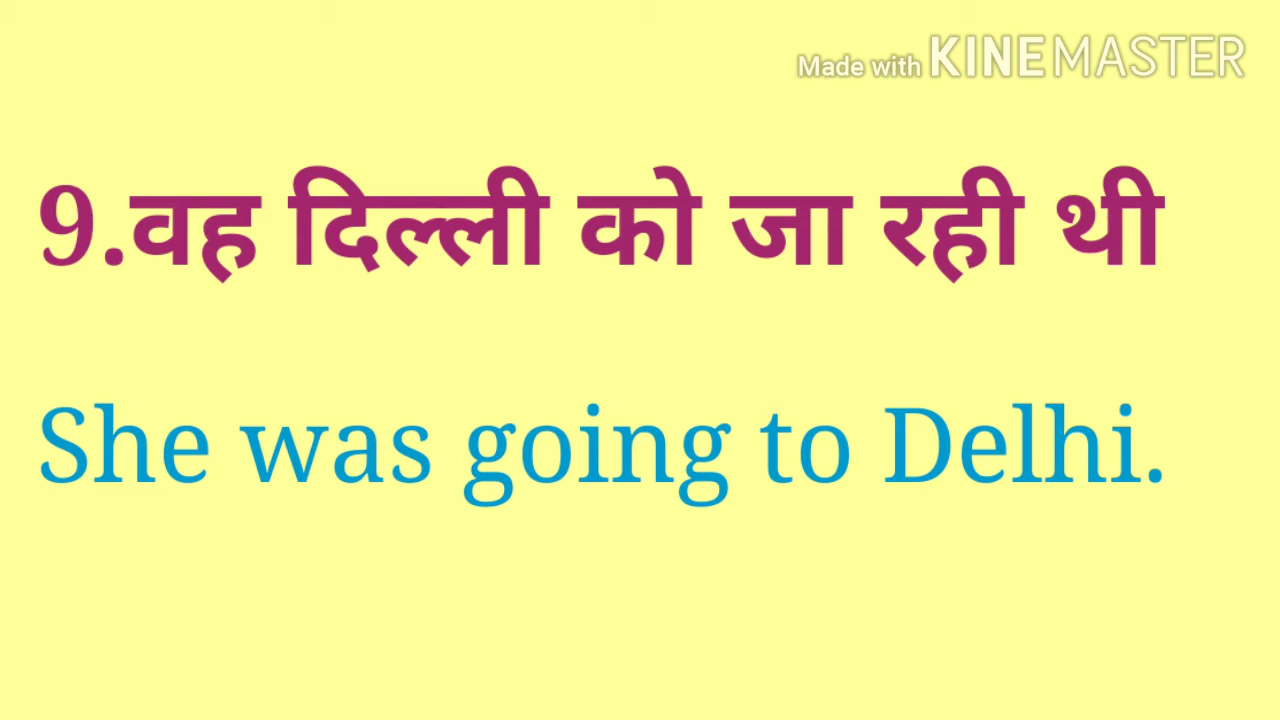 Made with KINEMASTER
9.वह दिल्ली को जा रही थी
She was going to Delhi.